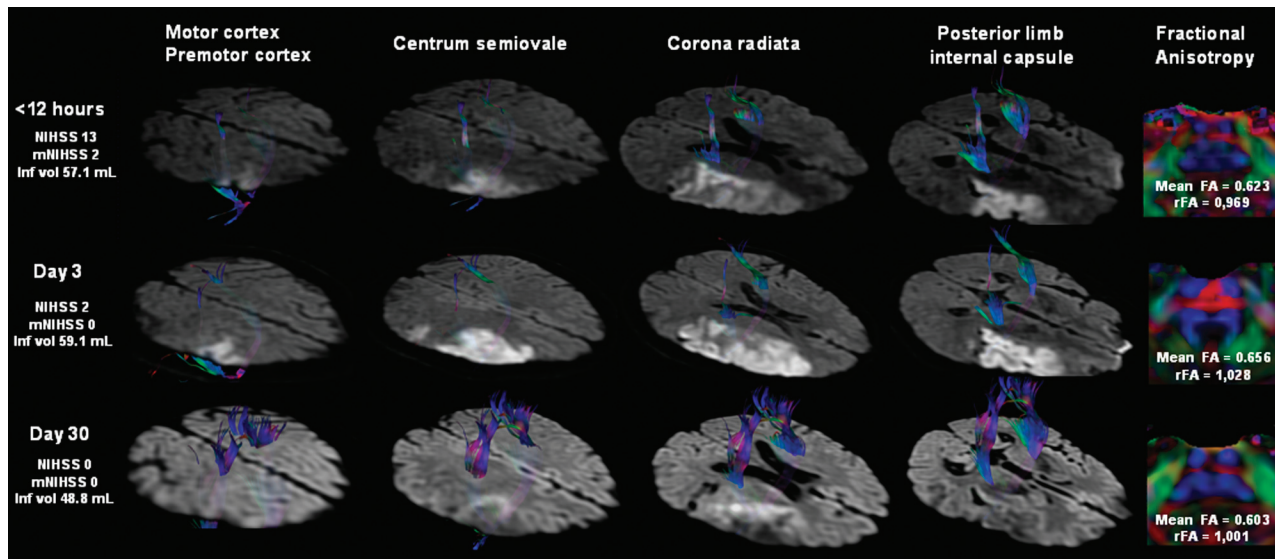 Motor cortex
Premotor cortex
Centrum semiovale
Corona radiata
Posterior limb
internal capsule
Fractional
Anisotropy
<12 hours
NIHSS 13
mNIHSS 2
Inf vol 57.1 mL
Mean FA = 0.623
rFA = 0,969
Day 3
NIHSS 2
mNIHSS 0
Inf vol 59.1 mL
Mean FA = 0.656
rFA = 1,028
Day 30
NIHSS 0
mNIHSS 0
Inf vol 48.8 mL
Mean FA = 0.603
rFA = 1,001